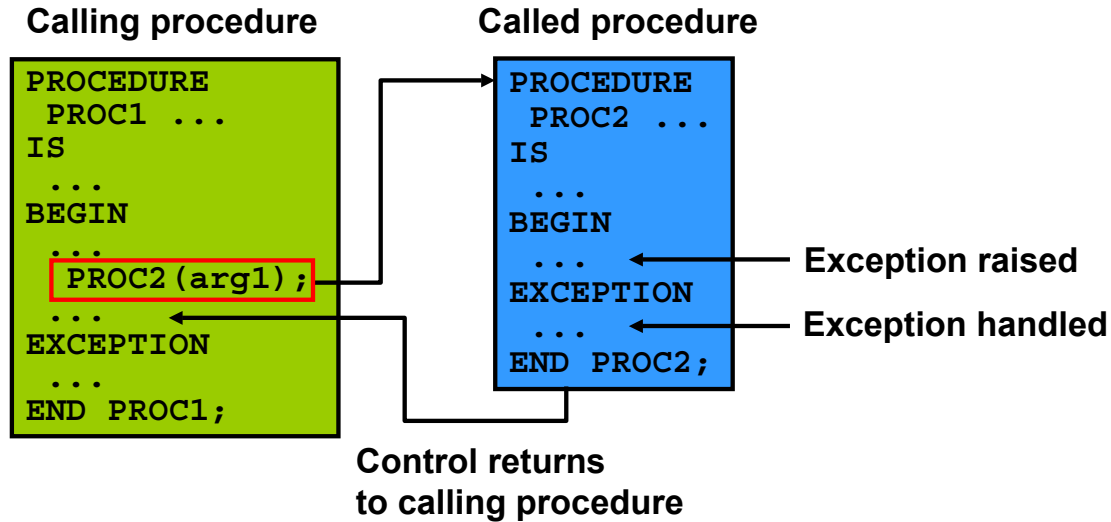 Calling procedure
PROCEDURE
PROC1 ...
IS
...
BEGIN
...
PROC2(arg1);
...
EXCEPTION
...
END PROC1;
Called procedure
PROCEDURE
PROC2 ...
IS
...
BEGIN
...
EXCEPTION
...
END PROC2;
Exception raised
Exception handled
Control returns
to calling procedure